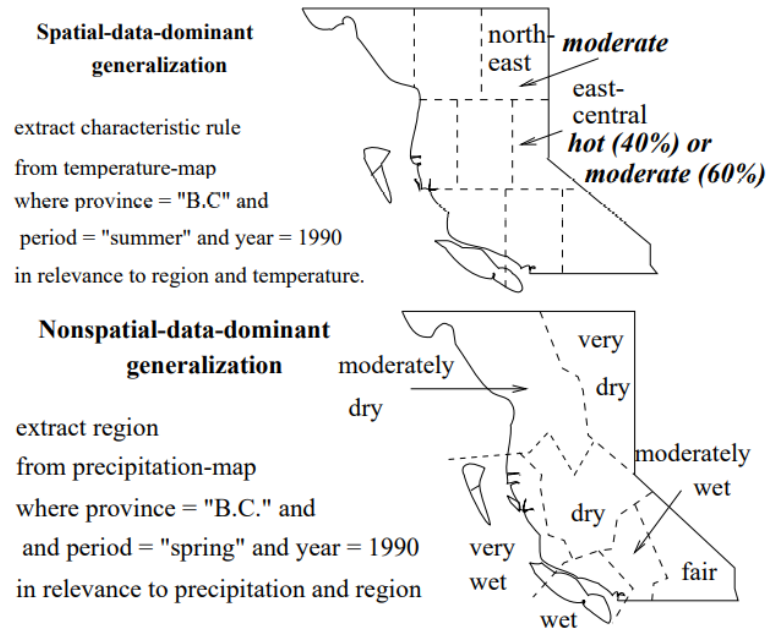 Spatial-data-dominant
generalization
extract characteristic rule
from temperature-map
where province = "B.C" and
period = "summer" and year = 1990
in relevance to region and temperature.
north-
east
moderate
east-
central
hot (40%) or
moderate (60%)
Nonspatial-data-dominant
generalization
extract region
from precipitation-map
where province = "B.C." and
and period = "spring" and year = 1990
in relevance to precipitation and region
moderately
dry
very
dry
moderately
wet
dry
very
wet
fair
wet